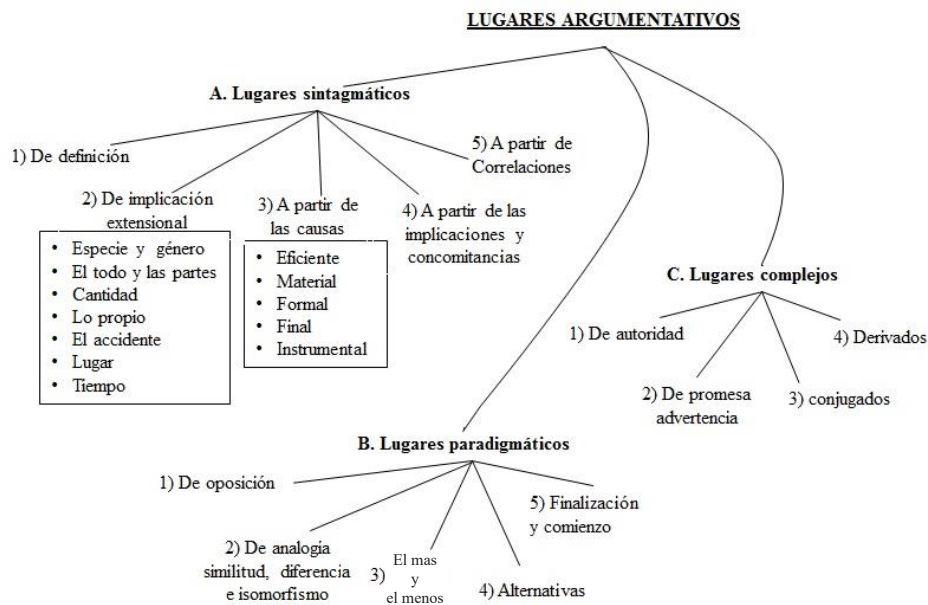 LUGARES ARGUMENTATIVOS
A. Lugares sintagmáticos
1) De definición
2) De implicación
extensional
• Especie y género
• El todo y las partes
• Cantidad
• Lo propio
• El accidente
• Lugar
• Tiempo
3) A partir de
las causas
• Eficiente
• Material
• Formal
• Final
• Instrumental
4) A partir de las
implicaciones y
concomitancias
5) A partir de
Correlaciones
C. Lugares complejos
1) De autoridad
2) De promesa
advertencia
3) conjugados
4) Derivados
B. Lugares paradigmáticos
1) De oposición
2) De analogía
similitud, diferencia
e isomorfismo
3) El mas
y
el menos
4) Alternativas
5) Finalización
y comienzo